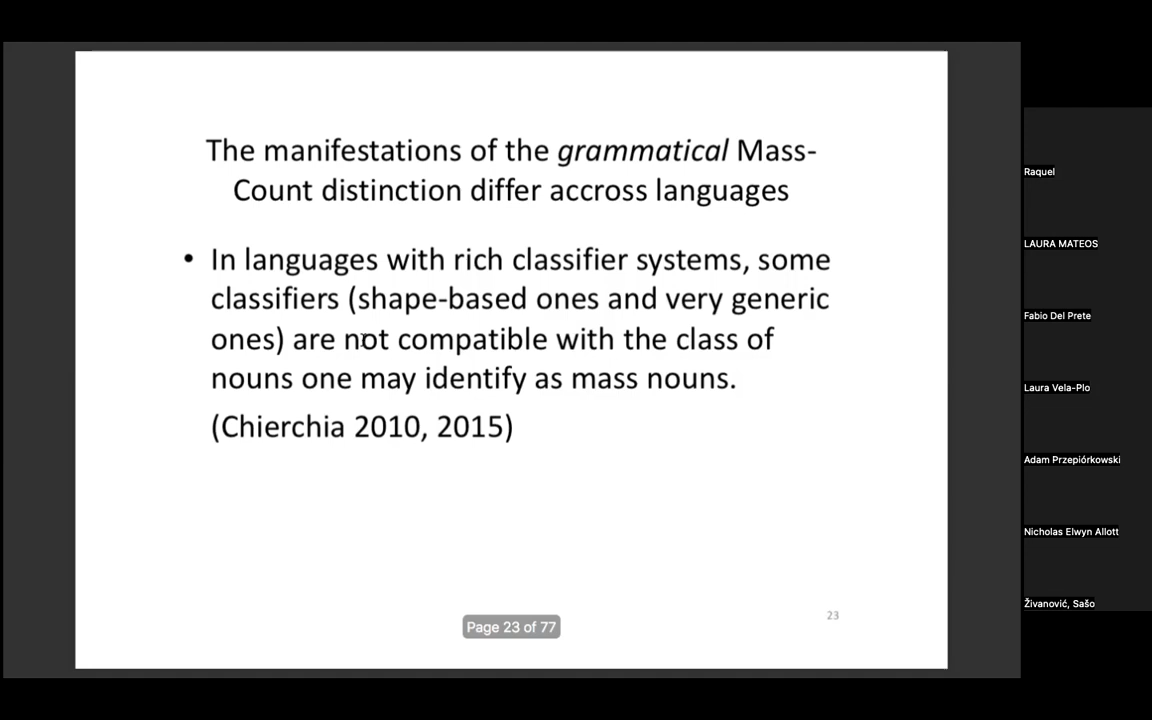 The manifestations of the grammatical Mass-
Count distinction differ accross languages
• In languages with rich classifier systems, some
classifiers (shape-based ones and very generic
ones) are not compatible with the class of
nouns one may identify as mass nouns.
(Chierchia 2010, 2015)
23
Page 23 of 77
Raquel
LAURA MATEOS
Fabio Del Prete
Laura Vela-Plo
Adam Przepiórkowski
Nicholas Elwyn Allott
Živanović, Sašo